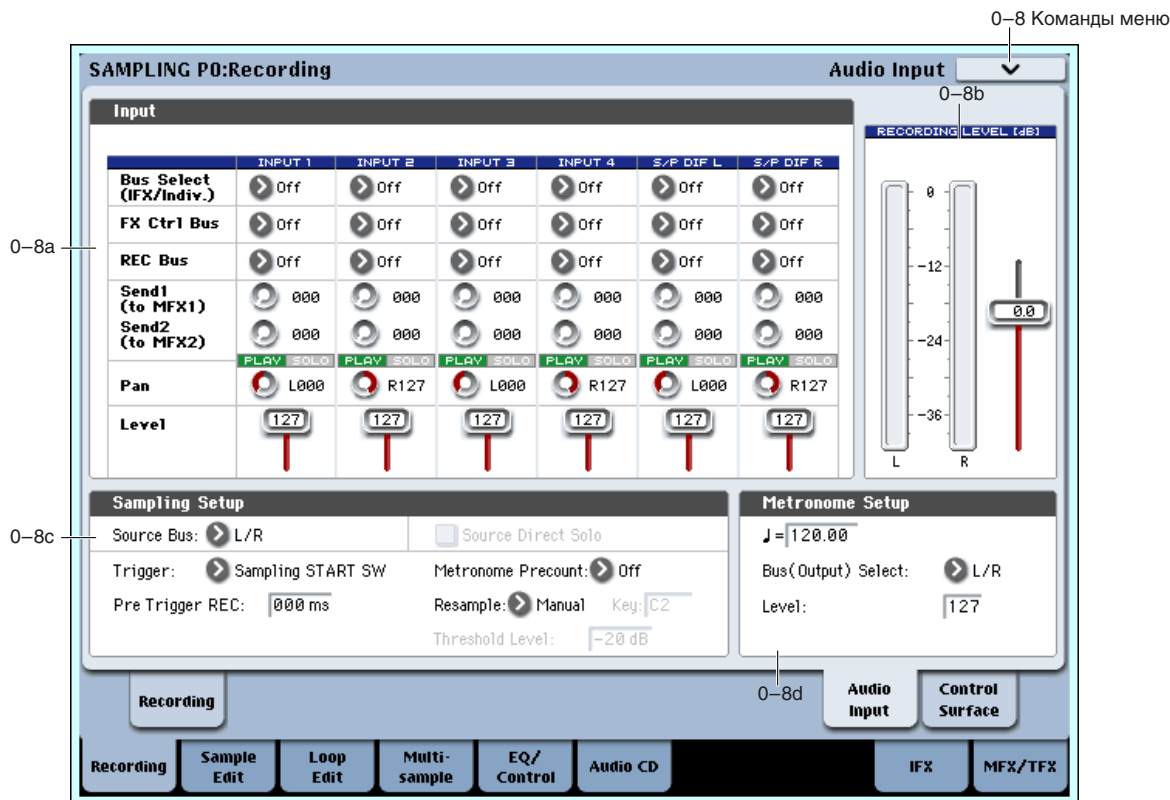 0–8 Команды меню
SAMPLING P0:Recording
Audio Input
0–8b
Input
RECORDING LEVEL [dB]
INPUT 1 INPUT 2 INPUT 3 INPUT 4 S/P DIF L S/P DIF R
Bus Select (IFX/Indiv.) Off Off Off Off Off Off
FX Ctrl Bus Off Off Off Off Off Off
0–8a
REC Bus Off Off Off Off Off Off
Send1 (to MFX1) 000 000 000 000 000 000
Send2 (to MFX2) 000 000 000 000 000 000
PLAY SOLO PLAY SOLO PLAY SOLO PLAY SOLO PLAY SOLO PLAY SOLO
Pan L000 R127 L000 R127 L000 R127
Level 127 127 127 127 127 127
0
-12
0.0
-24
-36
L R
Sampling Setup
0–8c
Source Bus: L/R
Source Direct Solo
Trigger: Sampling START SW
Metronome Precount: Off
Pre Trigger REC: 000 ms
Resample: Manual Key: C2
Threshold Level: -20 dB
Metronome Setup
♩= 120.00
Bus(Output) Select: L/R
Level: 127
0–8d
Recording
Audio Input
Control Surface
Recording
Sample Edit
Loop Edit
Multi-sample
EQ/Control
Audio CD
IFX
MFX/TFX